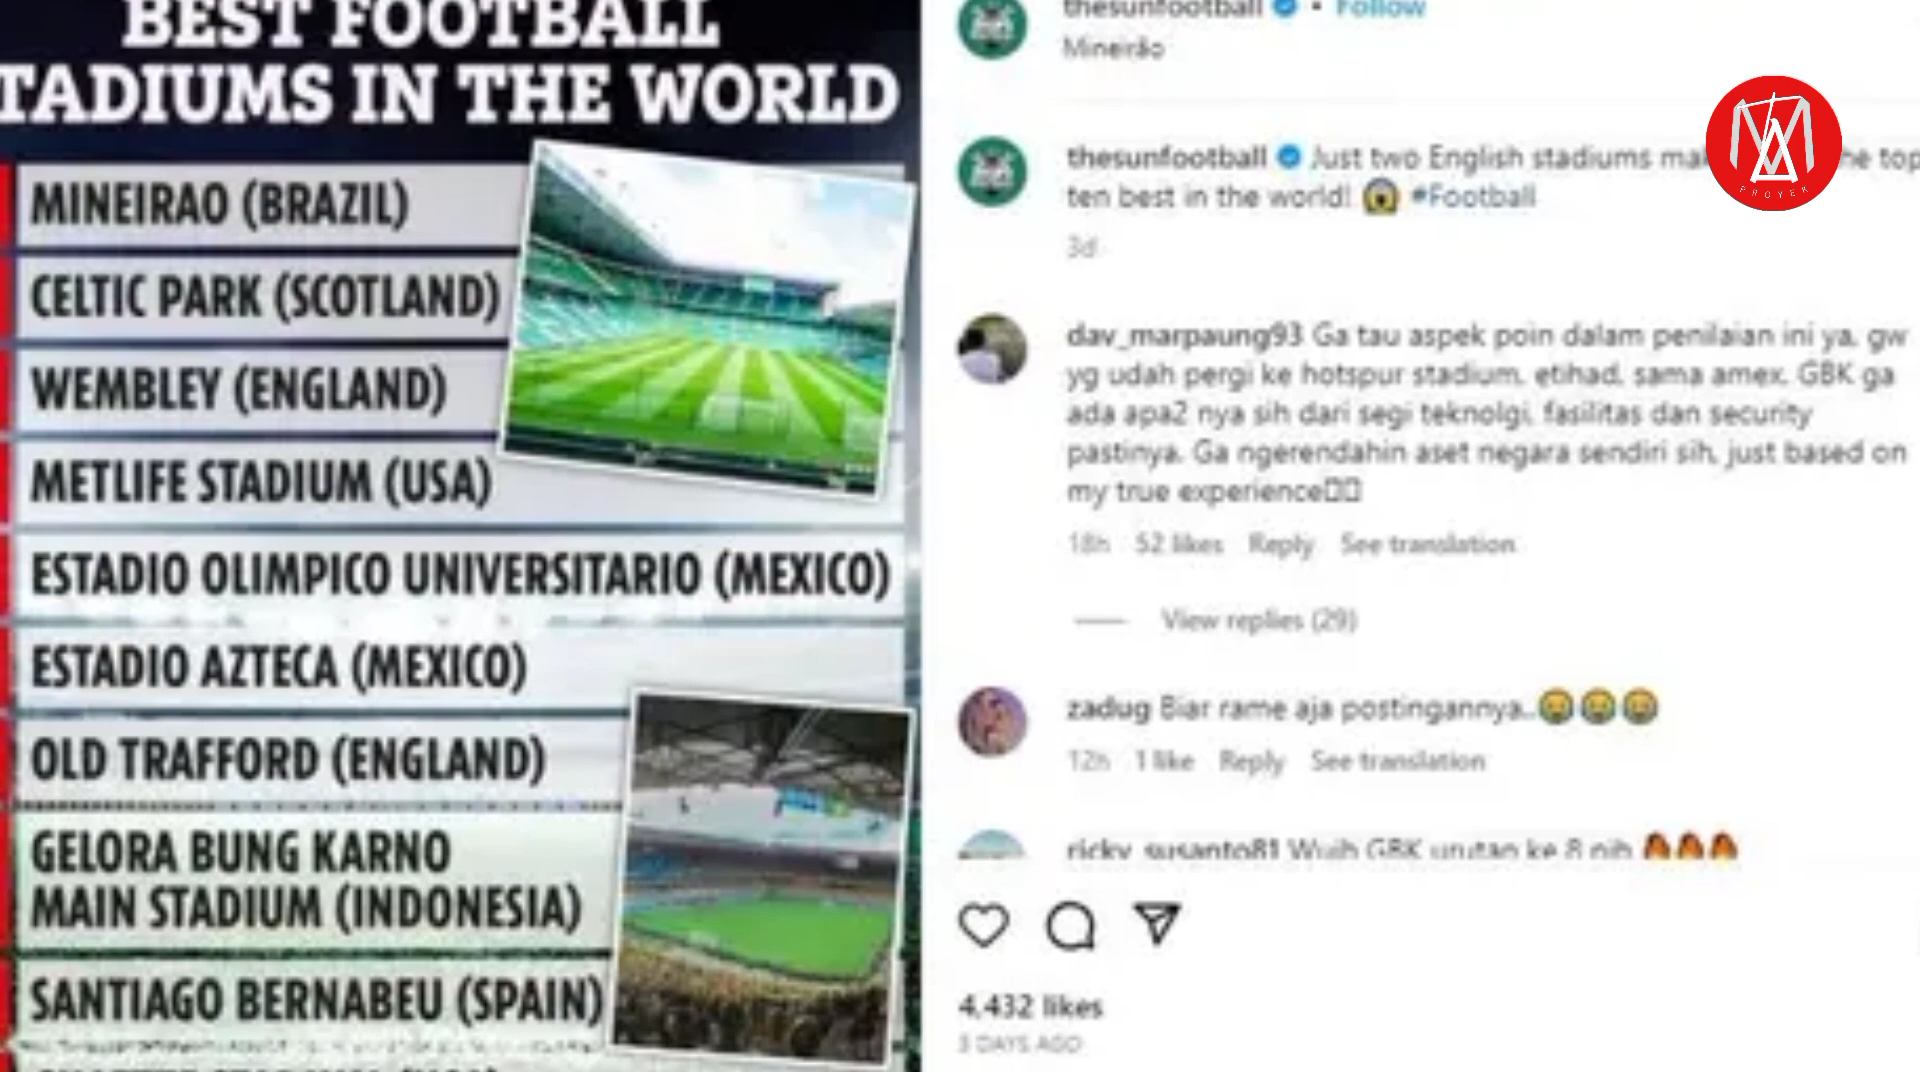 BEST FOOTBALL
TADIUMS IN THE WORLD
MINEIRAO (BRAZIL)
CELTIC PARK (SCOTLAND)
WEMBLEY (ENGLAND)
METLIFE STADIUM (USA)
ESTADIO OLIMPICO UNIVERSITARIO (MEXICO)
ESTADIO AZTECA (MEXICO)
OLD TRAFFORD (ENGLAND)
GELORA BUNG KARNO
MAIN STADIUM (INDONESIA)
SANTIAGO BERNABEU (SPAIN)
thesunfootball • Follow
Mineirão
PROYEK
thesunfootball Just two English stadiums ma he top
ten best in the world! 😱 #Football
3d
dav_marpaung93 Ga tau aspek poin dalam penilaian ini ya, gw
yg udah pergi ke hotspur stadium, etihad, sama amex, GBK ga
ada apa2 nya sih dari segi teknolgi, fasilitas dan security
pastinya. Ga ngerendahin aset negara sendiri sih, just based on
my true experience
18h 52 likes Reply See translation
View replies (29)
zadug Biar rame aja postingannya..😂😂😂
12h 1 like Reply See translation
ricky_susanto81 Wuih GBK urutan ke 8 nih 🔥🔥🔥
4,432 likes
3 DAYS AGO